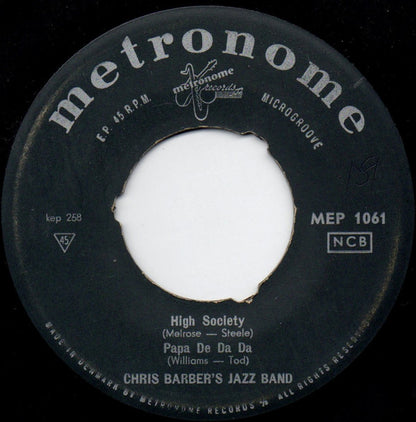 metronome
metronome
records
E.P. 45 R.P.M.
MICROGROOVE
kep 258
45
MEP 1061
NCB
High Society
(Melrose — Steele)
Papa De Da Da
(Williams — Tod)
CHRIS BARBER'S JAZZ BAND
MADE IN DENMARK BY METRONOME RECORDS
ALL RIGHTS RESERVED